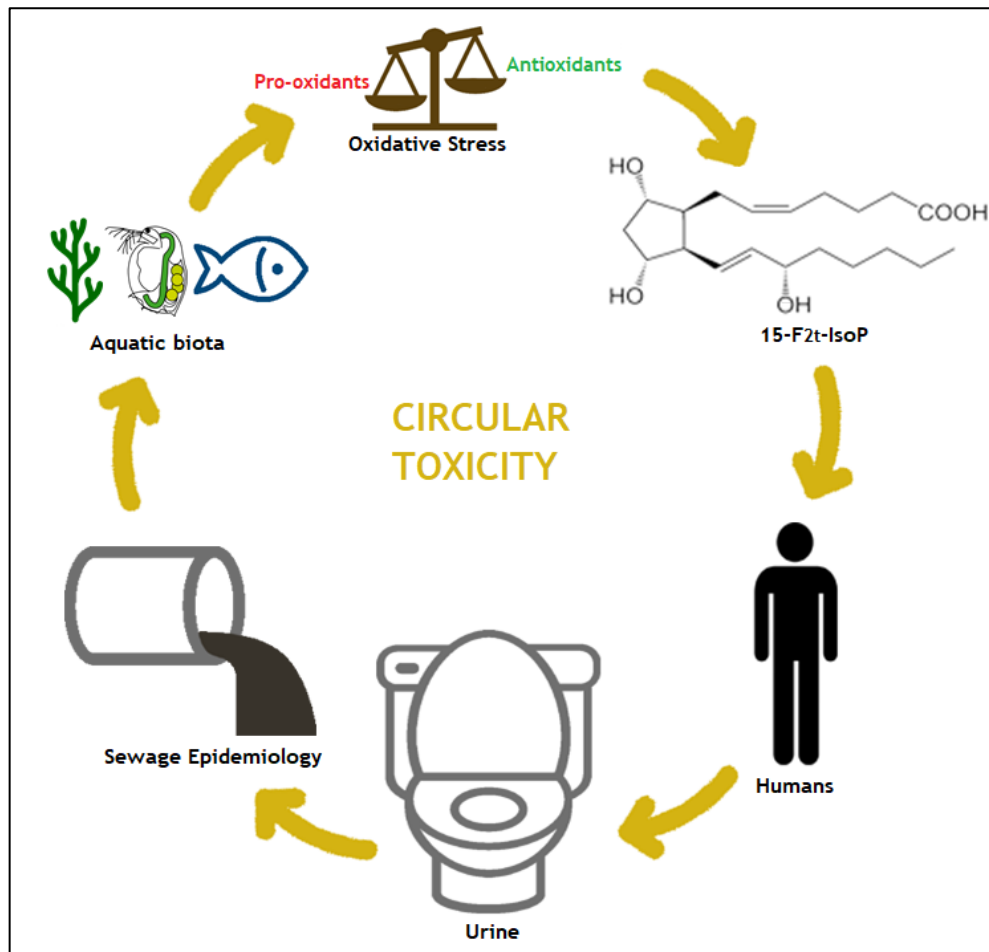 Pro-oxidants
Antioxidants
Oxidative Stress
HO
COOH
HO
OH
15-F2t-IsoP
Aquatic biota
CIRCULAR
TOXICITY
Sewage Epidemiology
Humans
Urine